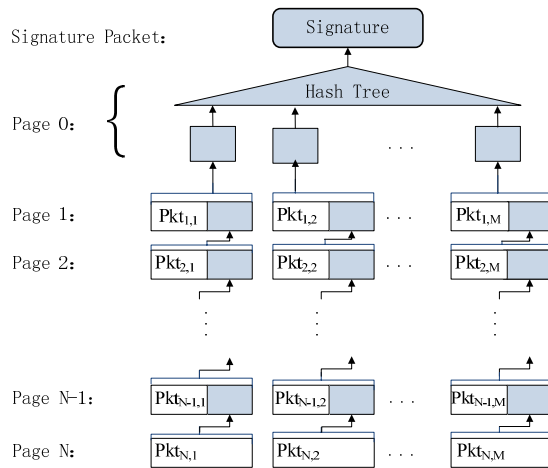 Signature Packet: Signature
Hash Tree
Page 0:
. . .
Page 1: Pkt1,1 Pkt1,2 . . . Pkt1,M
Page 2: Pkt2,1 Pkt2,2 . . . Pkt2,M
. . .
Page N-1: PktN-1,1 PktN-1,2 . . . PktN-1,M
Page N: PktN,1 PktN,2 . . . PktN,M